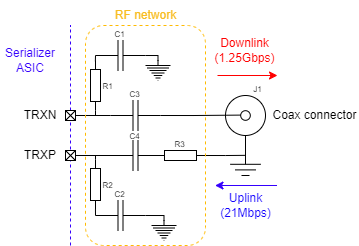 RF network
Serializer
ASIC
C1
Downlink
(1.25Gbps)
R1
C3
J1
TRXN
Coax connector
C4
R3
TRXP
R2
C2
Uplink
(21Mbps)